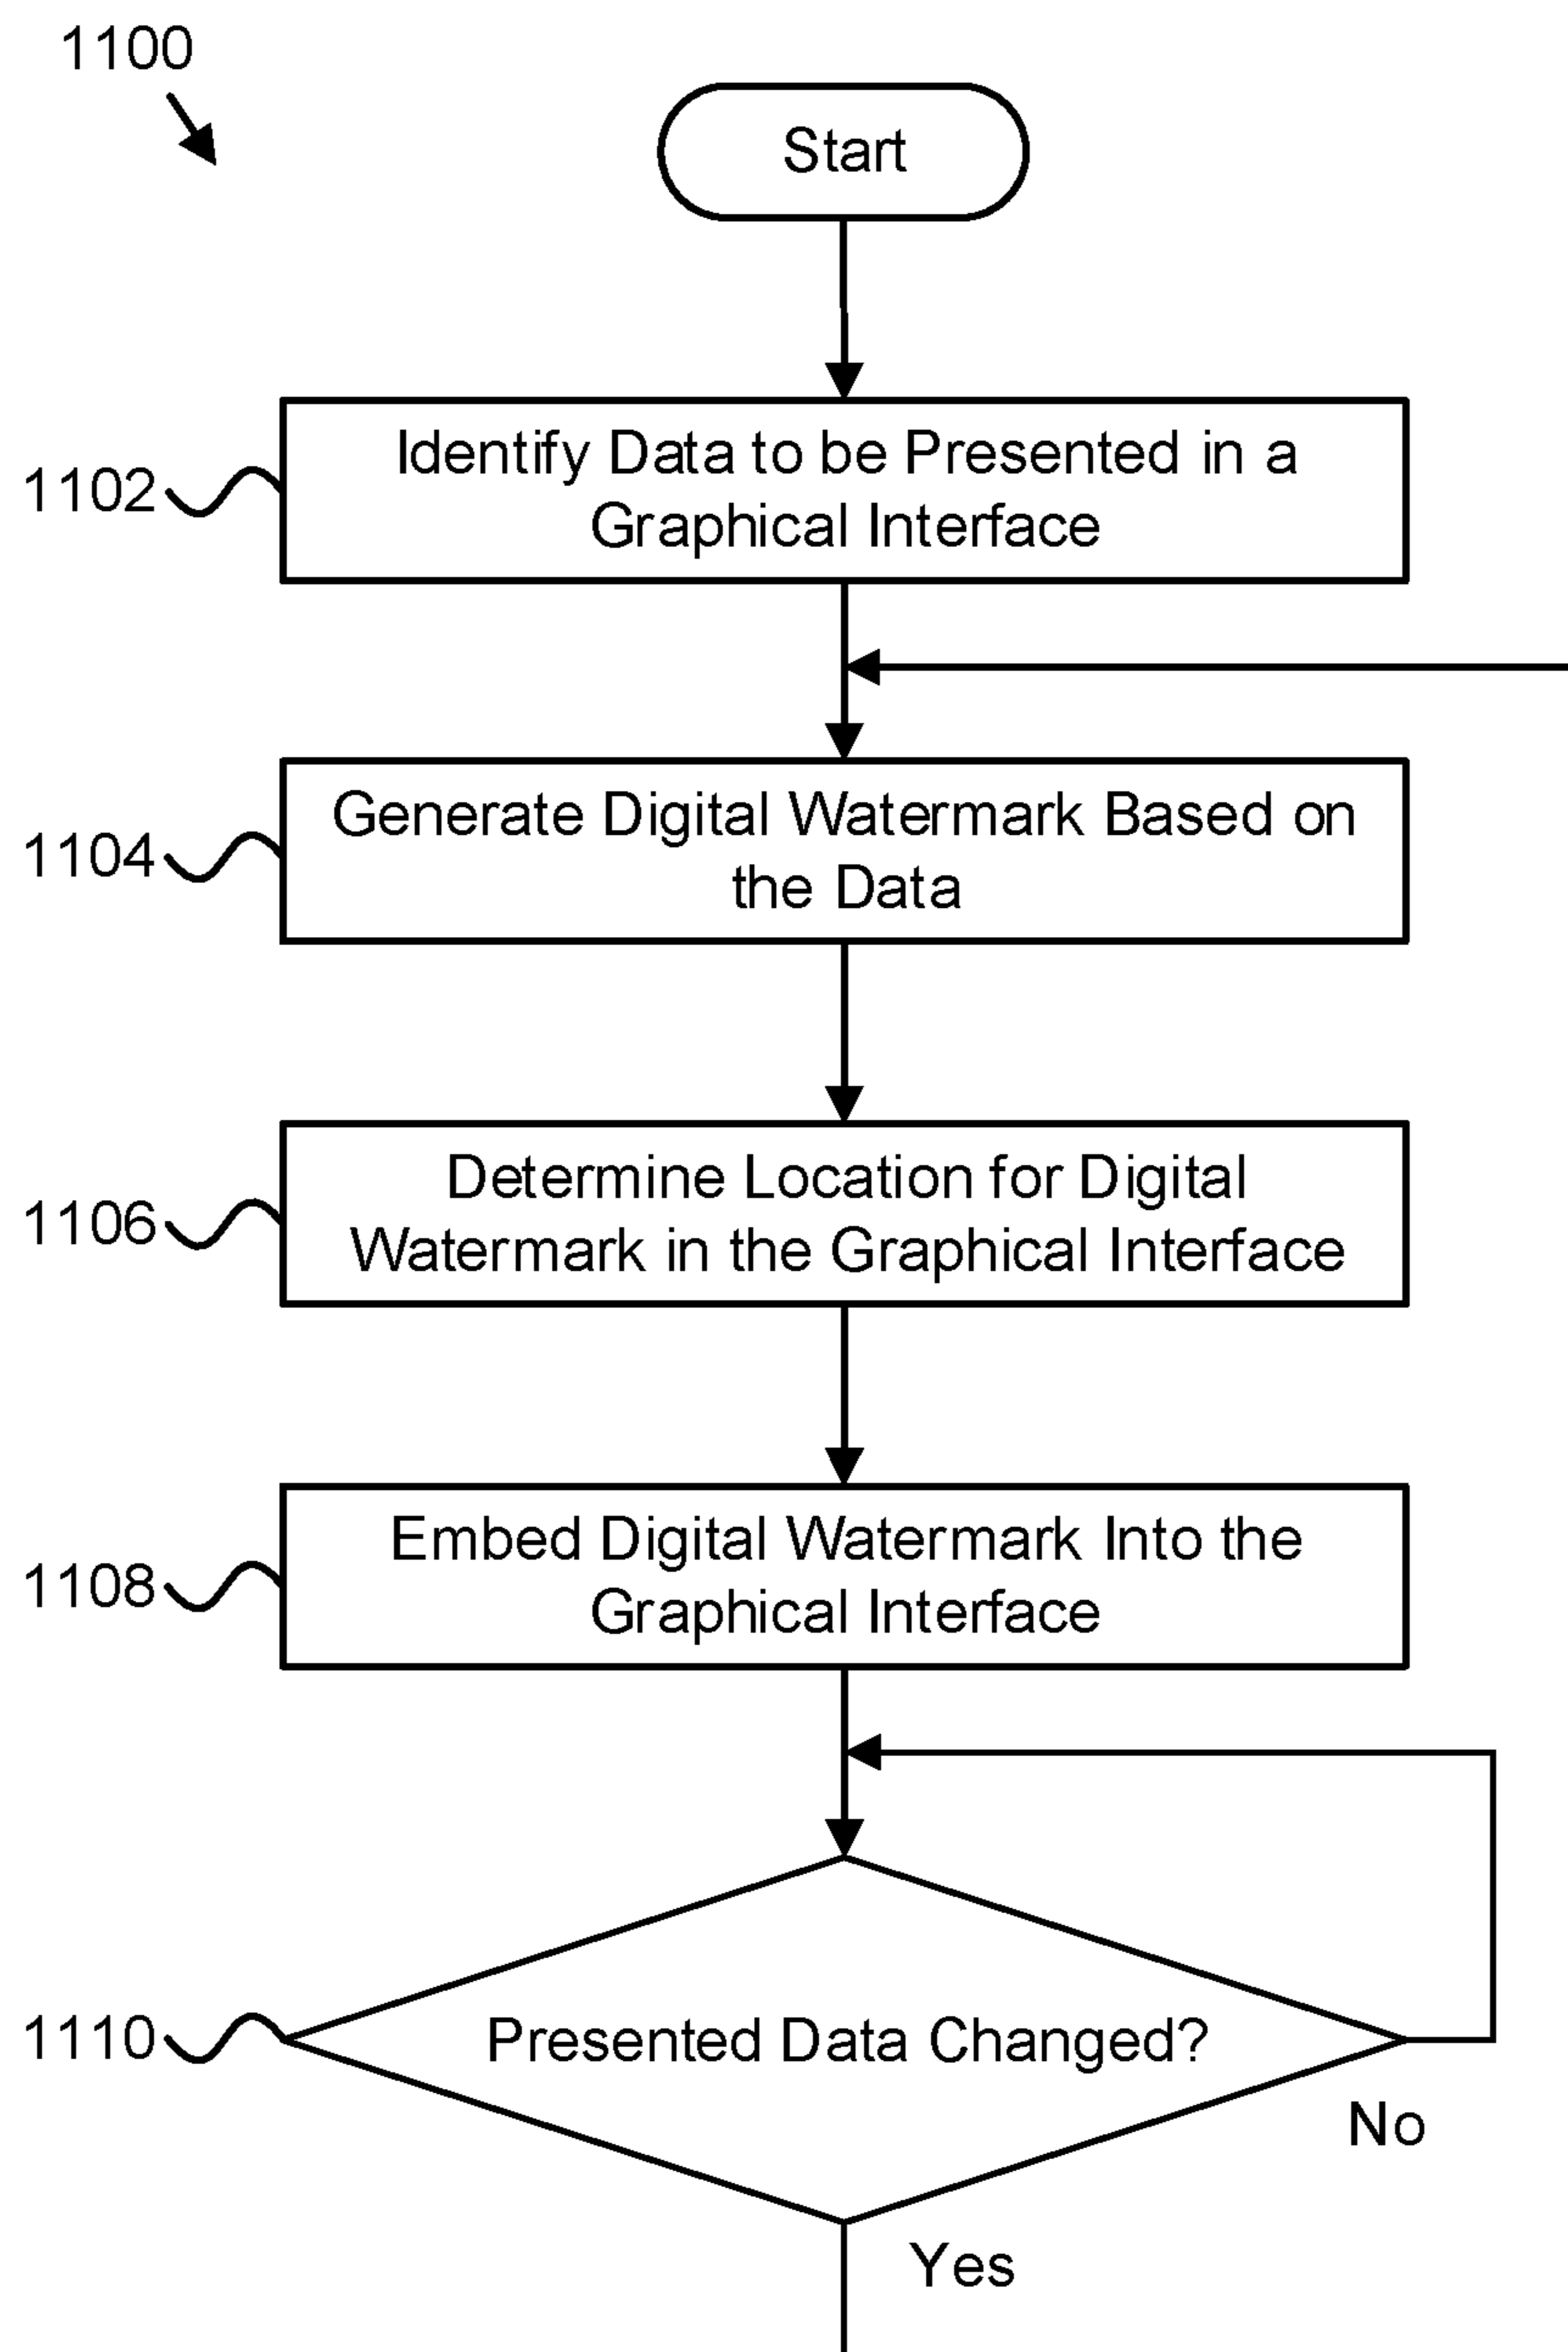 1100
Start
1102
Identify Data to be Presented in a
Graphical Interface
1104
Generate Digital Watermark Based on
the Data
1106
Determine Location for Digital
Watermark in the Graphical Interface
1108
Embed Digital Watermark Into the
Graphical Interface
1110
Presented Data Changed?
No
Yes